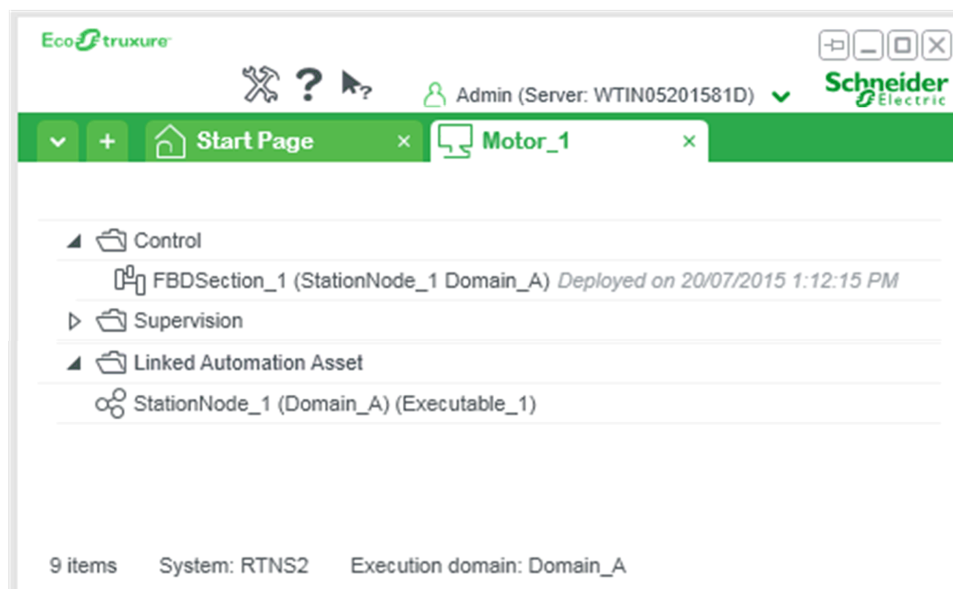 EcoStruxure
? ?
Admin (Server: WTIN05201581D)
Schneider
Electric
+ Start Page × Motor_1 ×
Control
FBDSection_1 (StationNode_1 Domain_A) Deployed on 20/07/2015 1:12:15 PM
Supervision
Linked Automation Asset
StationNode_1 (Domain_A) (Executable_1)
9 items System: RTNS2 Execution domain: Domain_A